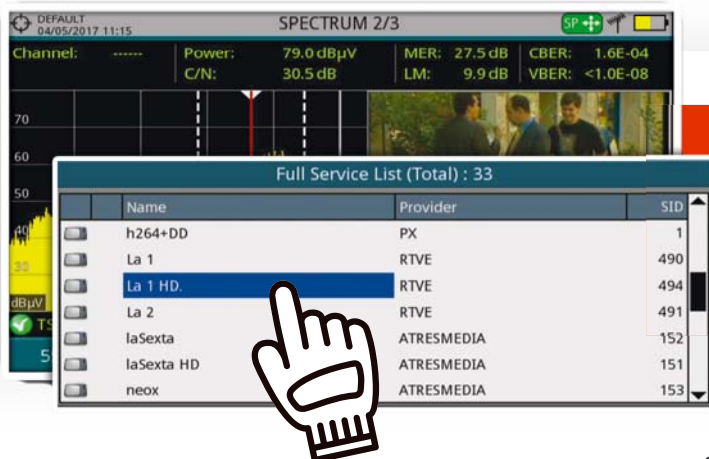 DEFAULT
04/05/2017 11:15
SPECTRUM 2/3
SP
Channel: ------ Power: 79.0 dBµV MER: 27.5 dB CBER: 1.6E-04
C/N: 30.5 dB LM: 9.9 dB VBER: <1.0E-08
70
60
50
40
30
dBµV
TS
5
Full Service List (Total) : 33
Name Provider SID
h264+DD PX 1
La 1 RTVE 490
La 1 HD. RTVE 494
La 2 RTVE 491
laSexta ATRESMEDIA 152
laSexta HD ATRESMEDIA 151
neox ATRESMEDIA 153